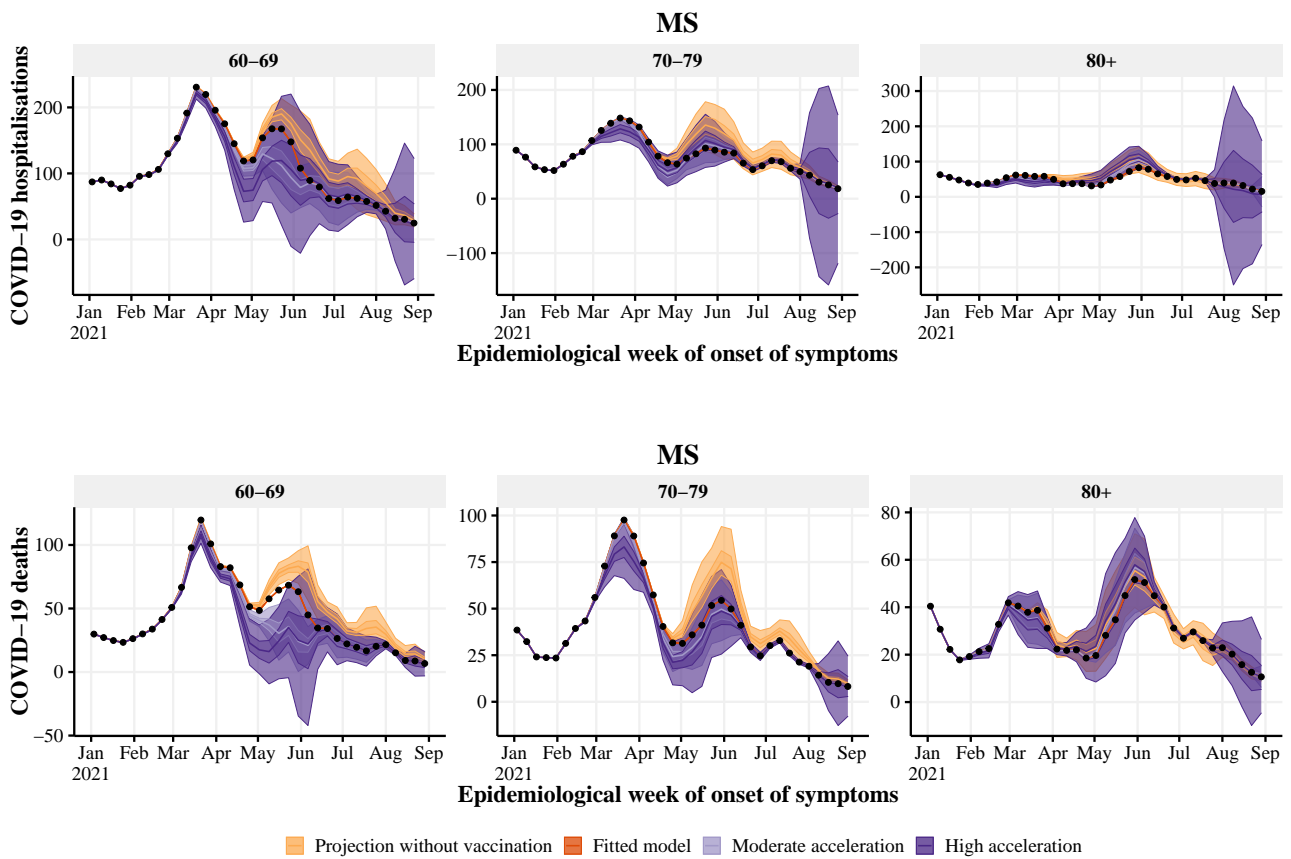 MS
60−69 70−79 80+
COVID−19 hospitalisations
200 200 300
100 100 200
0 0 100
−100 0
−100
−200
Jan Feb Mar Apr May Jun Jul Aug Sep Jan Feb Mar Apr May Jun Jul Aug Sep Jan Feb Mar Apr May Jun Jul Aug Sep
2021 2021 2021
Epidemiological week of onset of symptoms
MS
60−69 70−79 80+
COVID−19 deaths
100 100 80
50 75 60
0 50 40
−50 25 20
0 0
Jan Feb Mar Apr May Jun Jul Aug Sep Jan Feb Mar Apr May Jun Jul Aug Sep Jan Feb Mar Apr May Jun Jul Aug Sep
2021 2021 2021
Epidemiological week of onset of symptoms
Projection without vaccination Fitted model Moderate acceleration High acceleration